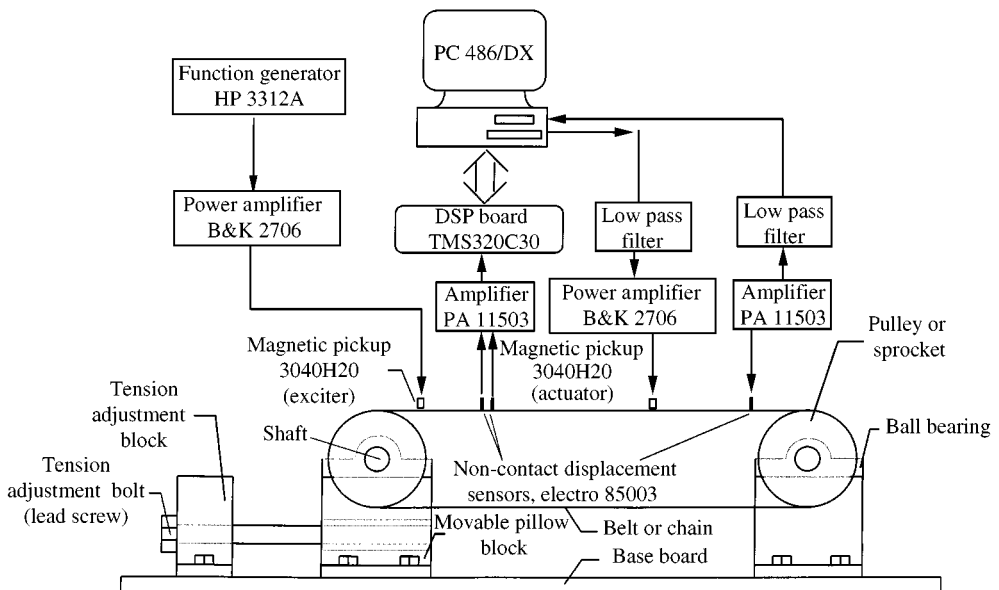 PC 486/DX
Function generator
HP 3312A
Power amplifier
B&K 2706
DSP board
TMS320C30
Low pass
filter
Low pass
filter
Amplifier
PA 11503
Power amplifier
B&K 2706
Amplifier
PA 11503
Magnetic pickup
3040H20
(exciter)
Magnetic pickup
3040H20
(actuator)
Pulley or
sprocket
Tension
adjustment
block
Shaft
Ball bearing
Tension
adjustment bolt
(lead screw)
Non-contact displacement
sensors, electro 85003
Movable pillow
block
Belt or chain
Base board